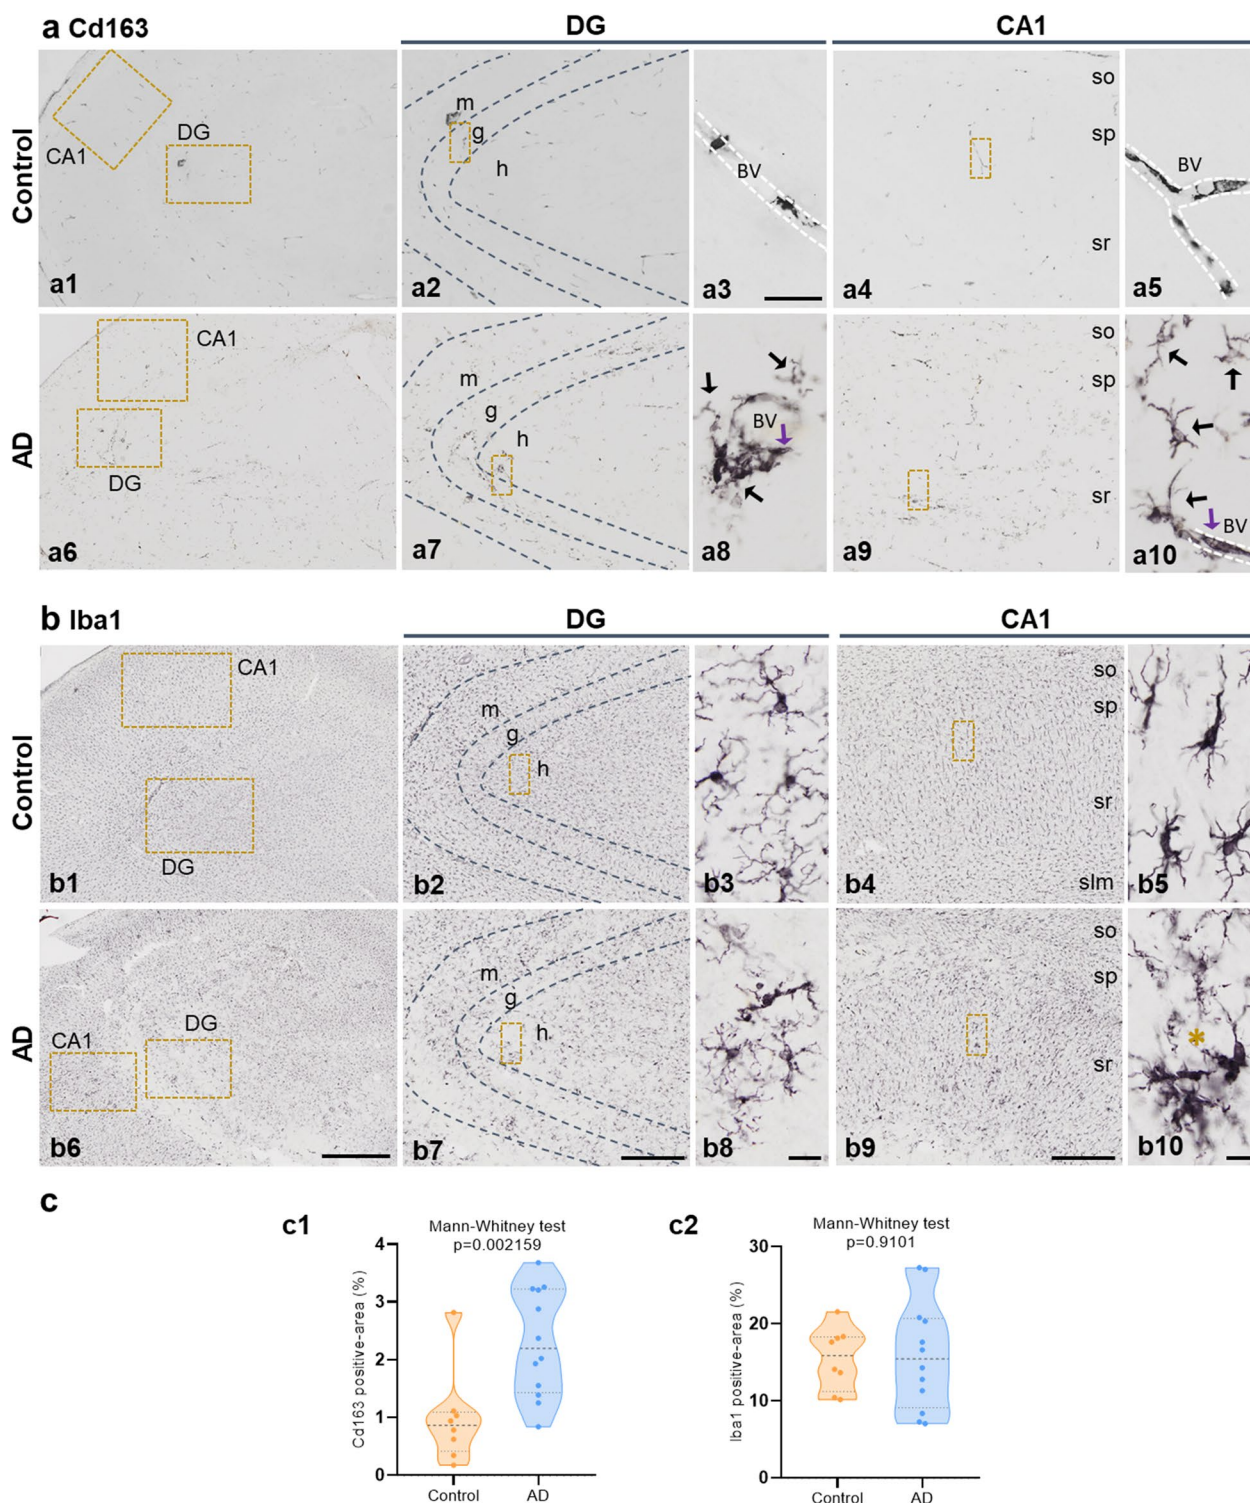 a Cd163
DG
CA1
Control
CA1
DG
a1
m
g
h
a2
BV
a3
so
sp
sr
a4
BV
a5
AD
CA1
DG
a6
m
g
h
a7
BV
a8
so
sp
sr
a9
BV
a10
b Iba1
DG
CA1
Control
CA1
DG
b1
m
g
h
b2
b3
so
sp
sr
slm
b4
b5
AD
CA1
DG
b6
m
g
h
b7
b8
so
sp
sr
b9
*
b10
c
c1
Mann-Whitney test
p=0.002159
Cd163 positive-area (%)
4
3
2
1
0
Control
AD
c2
Mann-Whitney test
p=0.9101
Iba1 positive-area (%)
30
20
10
0
Control
AD